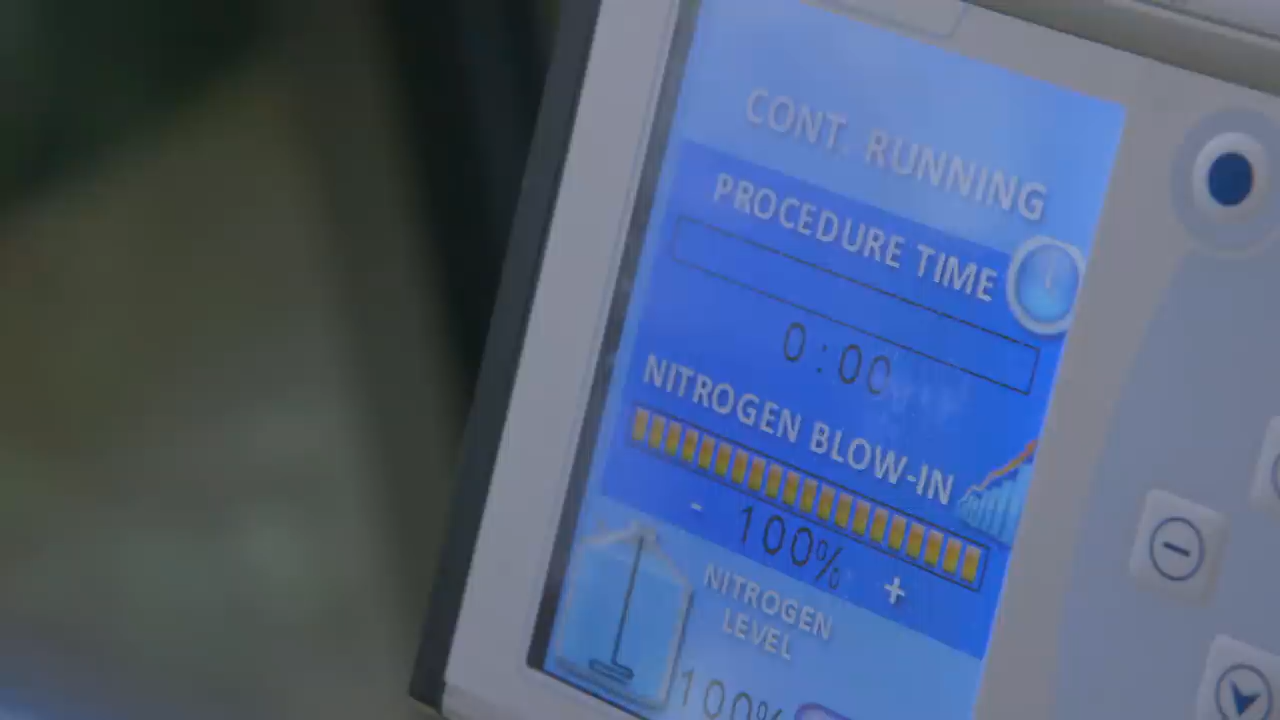 CONT. RUNNING
PROCEDURE TIME
0:00
NITROGEN BLOW-IN
- 100% +
NITROGEN
LEVEL
100%